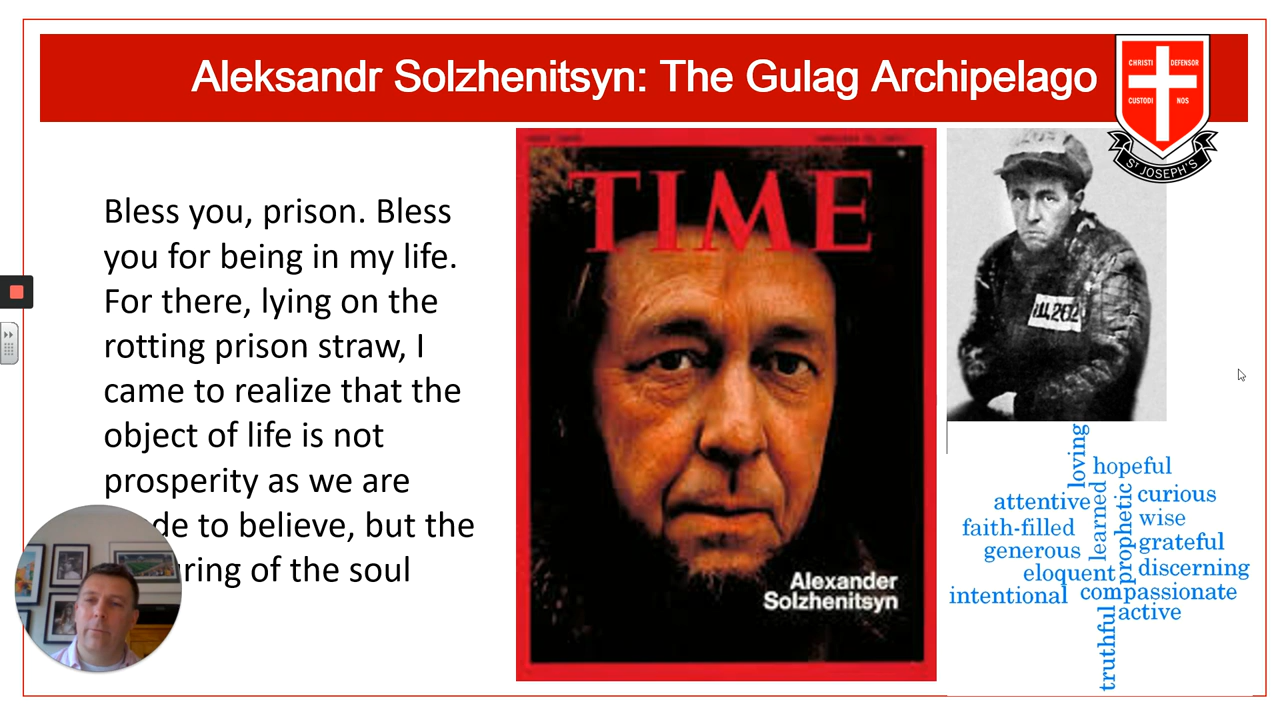 Aleksandr Solzhenitsyn: The Gulag Archipelago
CHRISTI DEFENSOR
CUSTODI NOS
ST JOSEPH'S
Bless you, prison. Bless
you for being in my life.
For there, lying on the
rotting prison straw, I
came to realize that the
object of life is not
prosperity as we are
to believe, but the
of the soul
TIME
Alexander
Solzhenitsyn
loving
hopeful
attentive
learned
prophetic
curious
faith-filled
wise
generous
grateful
eloquent
discerning
intentional
compassionate
active
truthful